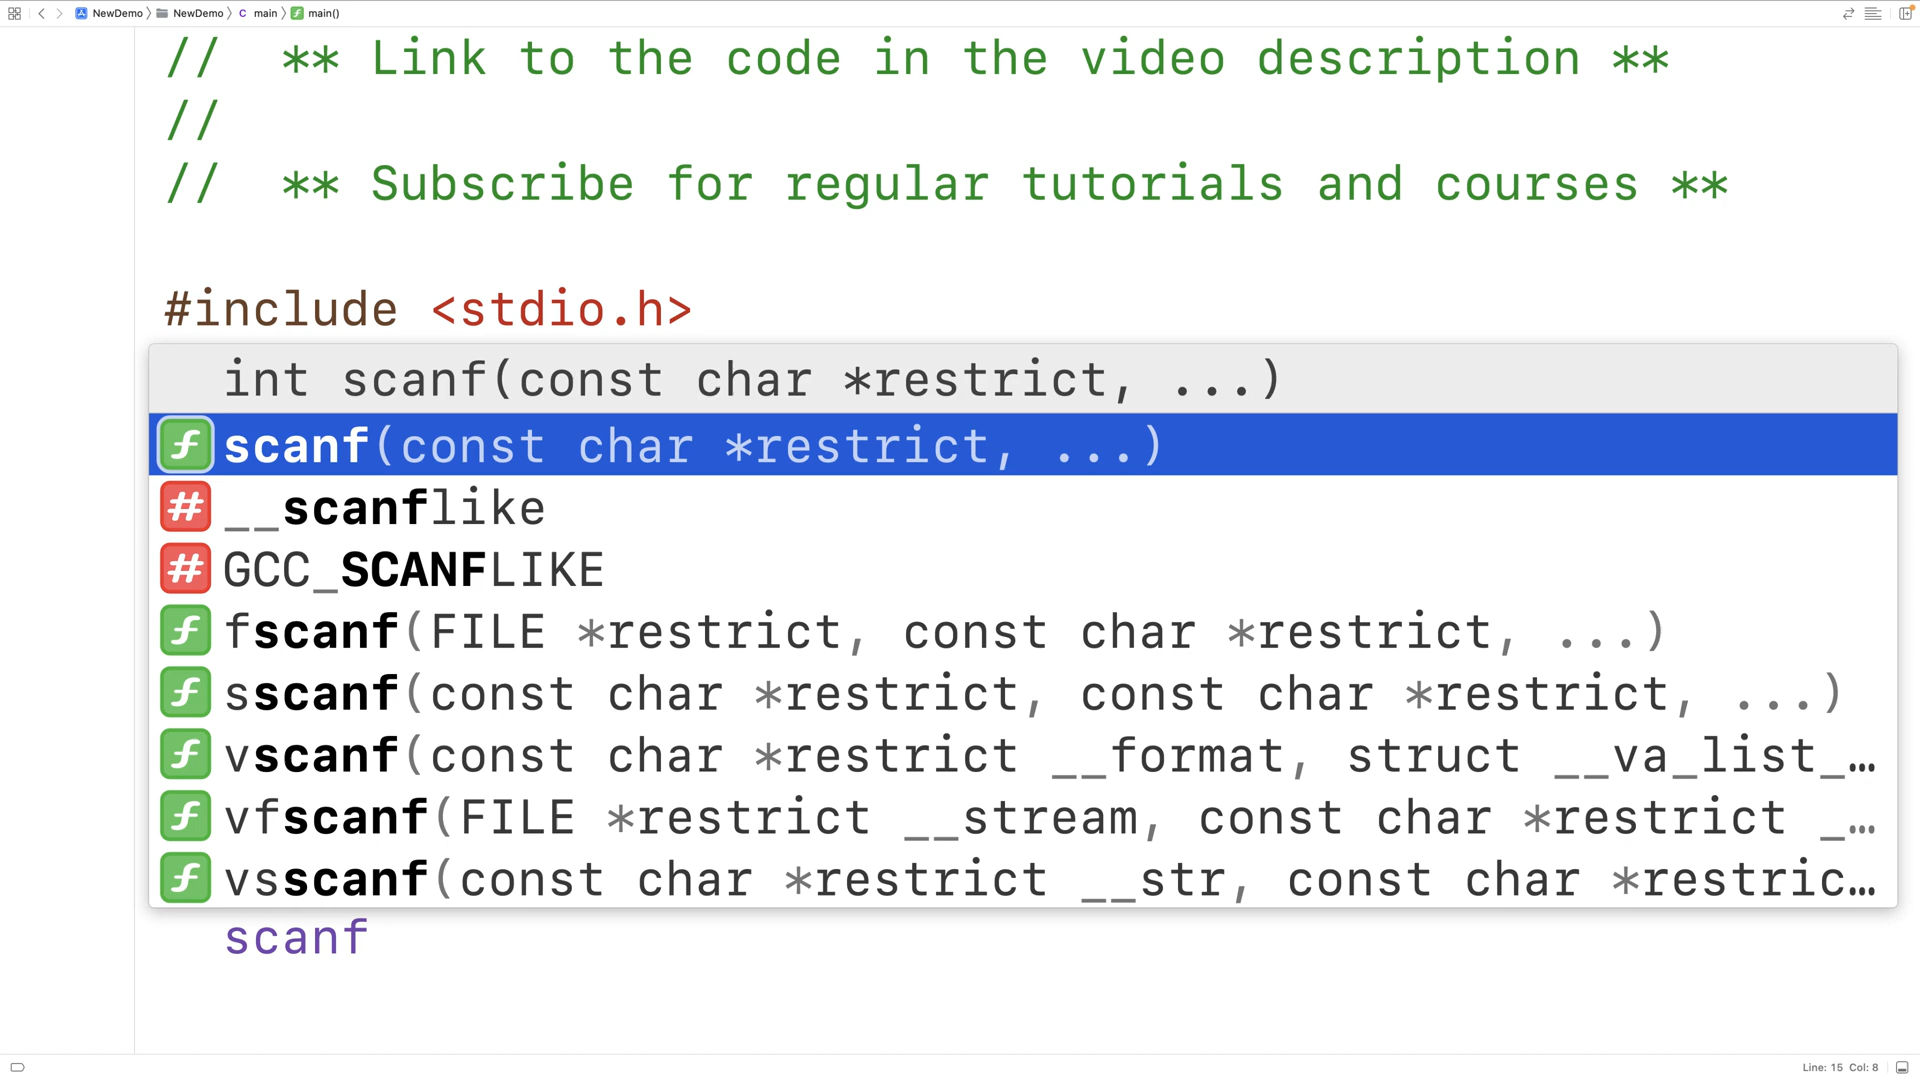 NewDemo 〉 NewDemo 〉 C main 〉 f main()
//  ** Link to the code in the video description **
//
//  ** Subscribe for regular tutorials and courses **
#include <stdio.h>
int scanf(const char *restrict, ...)
f scanf(const char *restrict, ...)
# __scanflike
# GCC_SCANFLIKE
f fscanf(FILE *restrict, const char *restrict, ...)
f sscanf(const char *restrict, const char *restrict, ...)
f vscanf(const char *restrict __format, struct __va_list_…
f vfscanf(FILE *restrict __stream, const char *restrict _…
f vsscanf(const char *restrict __str, const char *restric…
scanf
Line: 15 Col: 8